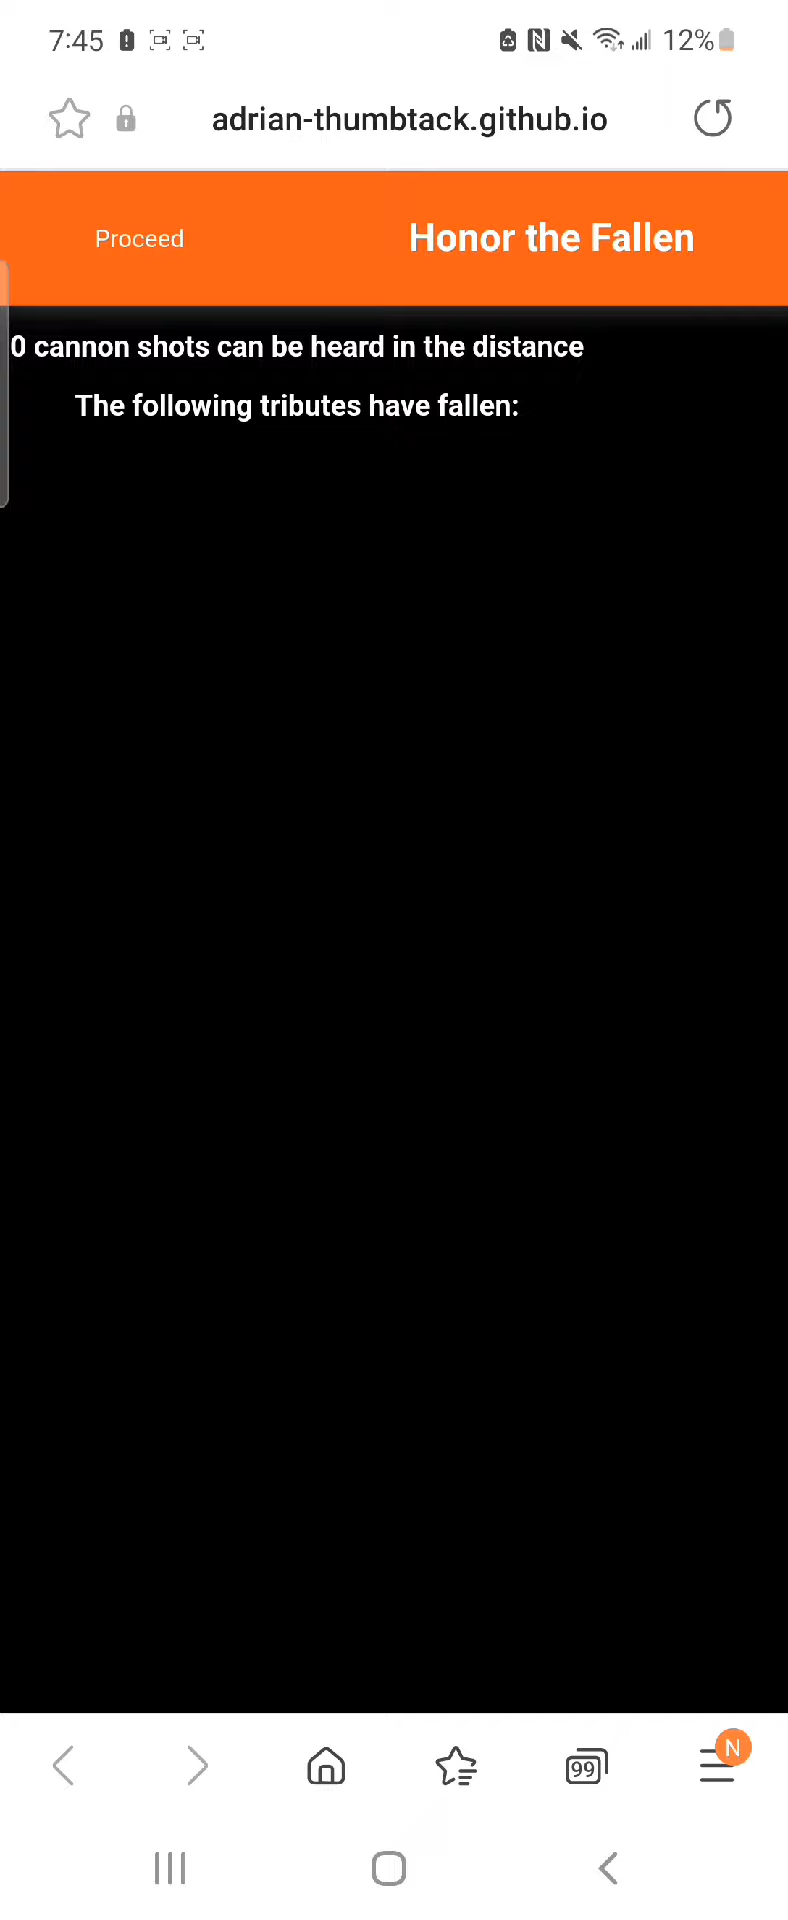 7:45
12%
adrian-thumbtack.github.io
Proceed
Honor the Fallen
0 cannon shots can be heard in the distance
The following tributes have fallen:
99
N